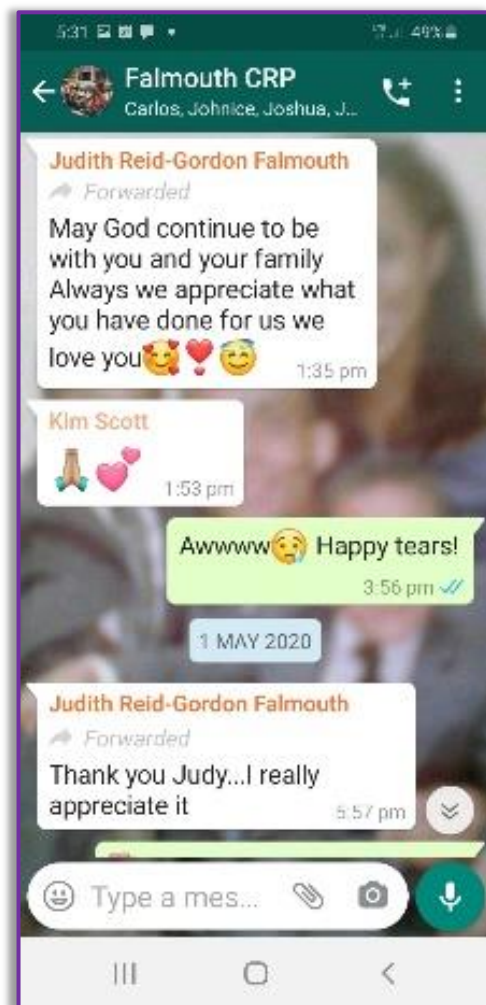 5:31
49%
Falmouth CRP
Carlos, Johnice, Joshua, J...
Judith Reid-Gordon Falmouth
Forwarded
May God continue to be
with you and your family
Always we appreciate what
you have done for us we
love you🥰❣️😇
1:35 pm
Kim Scott
🙏🏽💕
1:53 pm
Awwww😢 Happy tears!
3:56 pm
1 MAY 2020
Judith Reid-Gordon Falmouth
Forwarded
Thank you Judy...I really
appreciate it
5:57 pm
Type a mes...